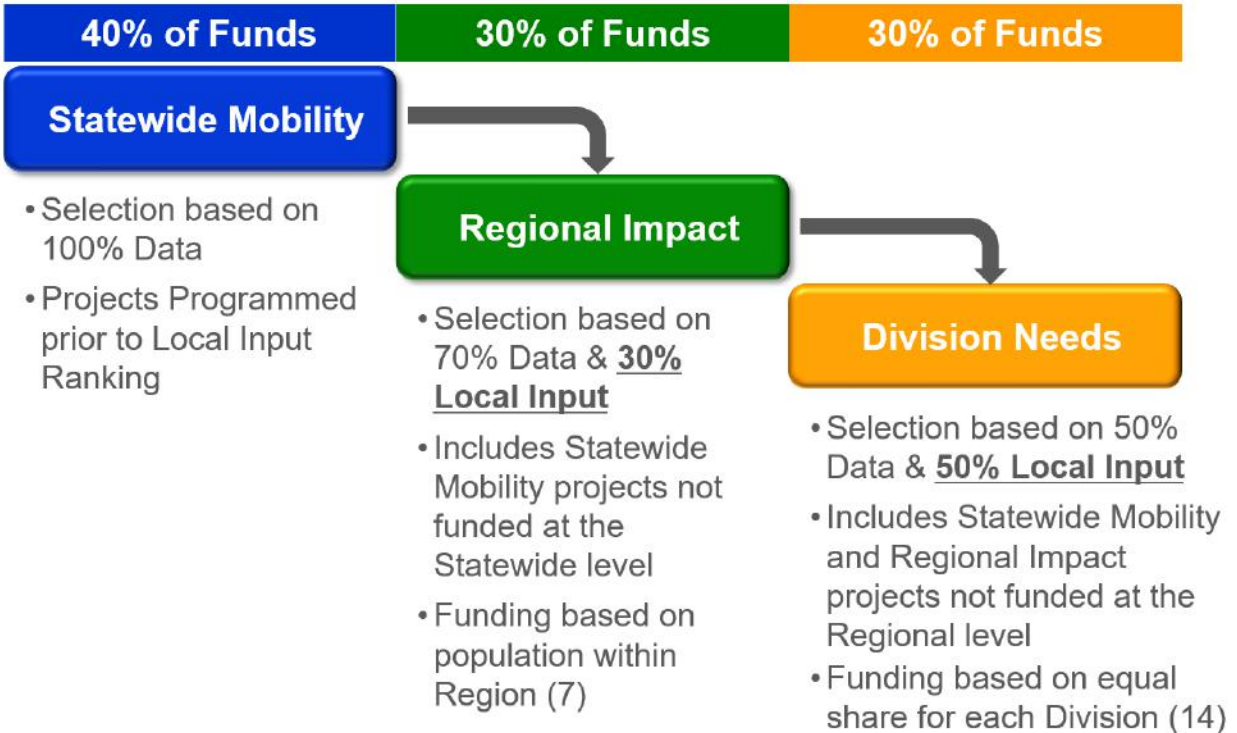 40% of Funds
30% of Funds
30% of Funds
Statewide Mobility
• Selection based on
100% Data
• Projects Programmed
prior to Local Input
Ranking
Regional Impact
• Selection based on
70% Data & 30%
Local Input
• Includes Statewide
Mobility projects not
funded at the
Statewide level
• Funding based on
population within
Region (7)
Division Needs
• Selection based on 50%
Data & 50% Local Input
• Includes Statewide Mobility
and Regional Impact
projects not funded at the
Regional level
• Funding based on equal
share for each Division (14)